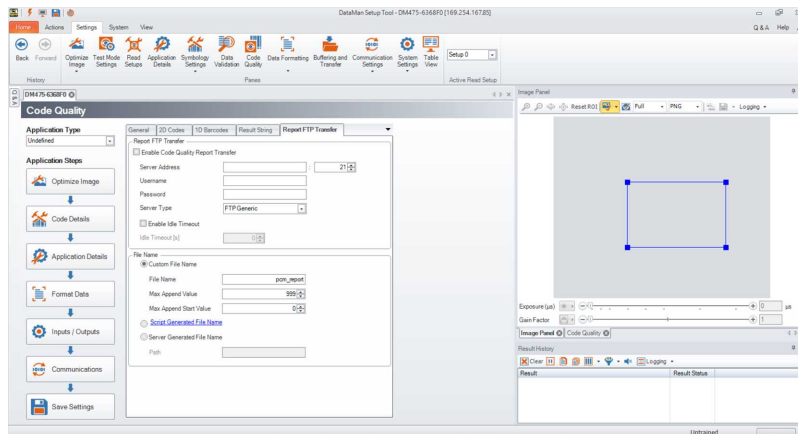 DataMan Setup Tool - DM475-6368F0 [169.254.167.85]
Home Actions Settings System View Q & A Help
Back Forward Optimize Image Test Mode Settings Read Setups Application Details Symbology Settings Data Validation Code Quality Data Formatting Buffering and Transfer Communication Settings System Settings Table View Setup 0
History Panes Active Read Setup
Q & A
DM475-6368F0
Code Quality
Application Type
Undefined
Application Steps
Optimize Image
Code Details
Application Details
Format Data
Inputs / Outputs
Communications
Save Settings
General 2D Codes 1D Barcodes Result String Report FTP Transfer
Report FTP Transfer
Enable Code Quality Report Transfer
Server Address : 21
Username
Password
Server Type FTP Generic
Enable Idle Timeout
Idle Timeout [s] 0
File Name
Custom File Name
File Name pcm_report
Max Append Value 999
Max Append Start Value 0
Script Generated File Name
Server Generated File Name
Path
Image Panel
Reset ROI Full PNG Logging
Exposure (µs) 0 µs
Gain Factor 1
Image Panel Code Quality
Result History
Clear Logging
Result Result Status
Untrained